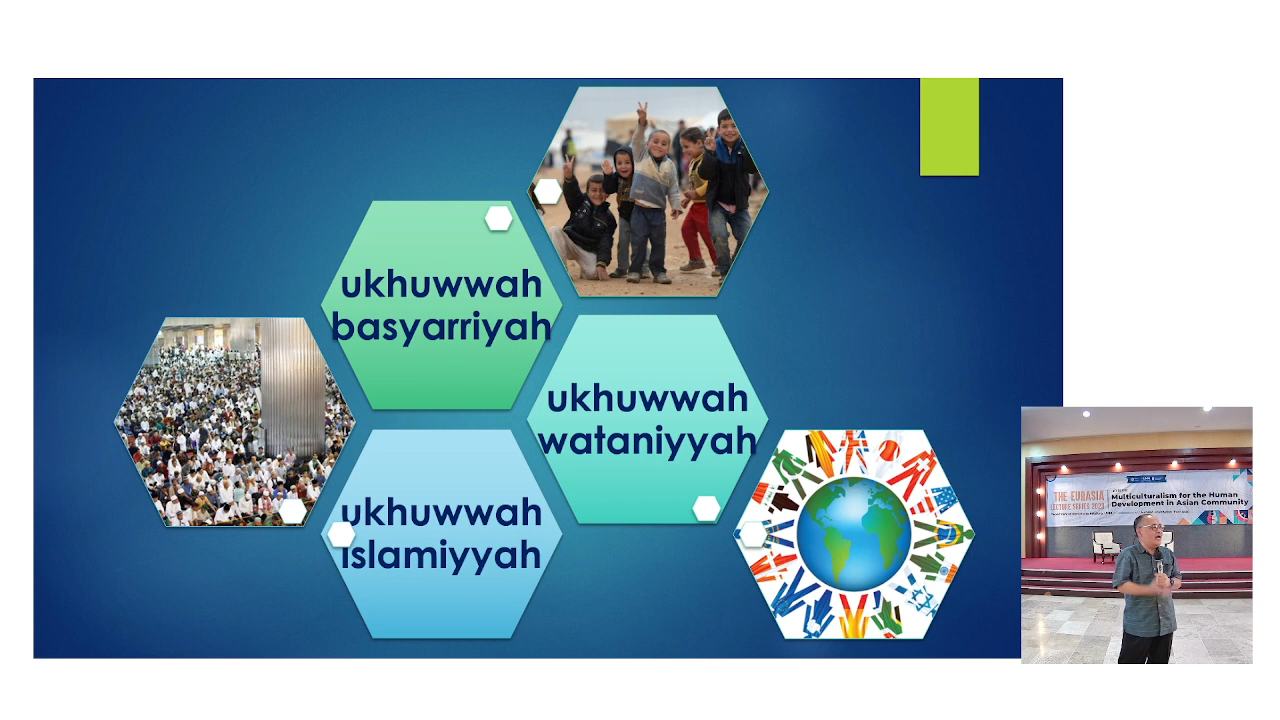 ukhuwwah
basyarriyah
ukhuwwah
wataniyyah
ukhuwwah
islamiyyah
THE EURASIA
LECTURE SERIES 2023
Multiculturalism for the Human
Development in Asian Community